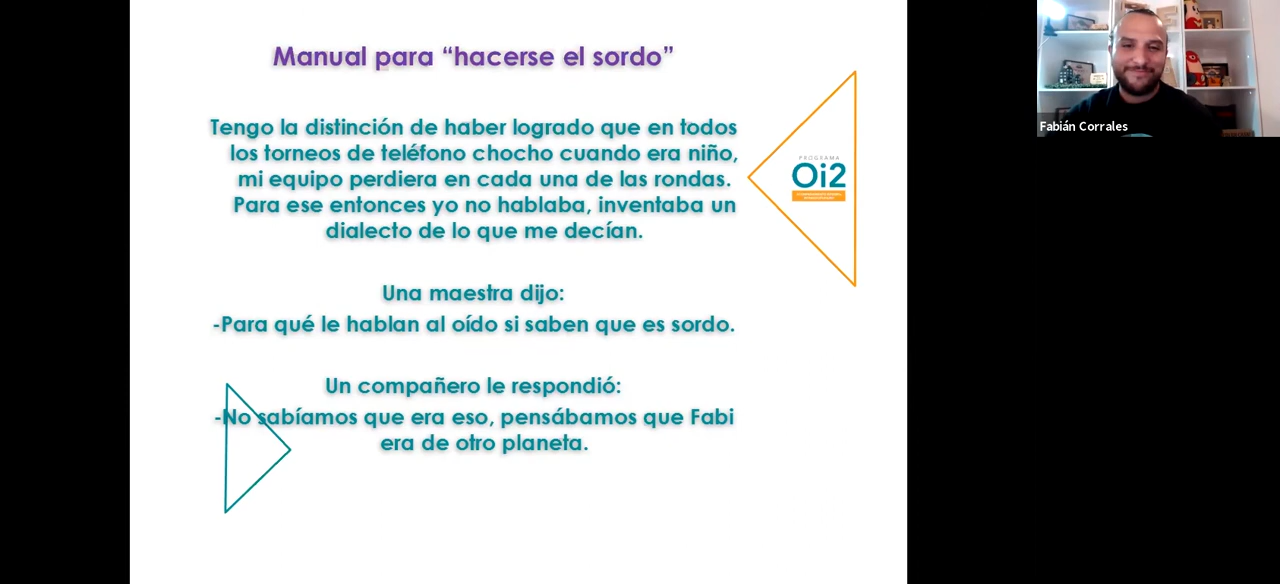 Manual para “hacerse el sordo”
Tengo la distinción de haber logrado que en todos
los torneos de teléfono chocho cuando era niño,
mi equipo perdiera en cada una de las rondas.
Para ese entonces yo no hablaba, inventaba un
dialecto de lo que me decían.
Una maestra dijo:
-Para qué le hablan al oído si saben que es sordo.
Un compañero le respondió:
-No sabíamos que era eso, pensábamos que Fabi
era de otro planeta.
PROGRAMA
Oi2
Fabián Corrales